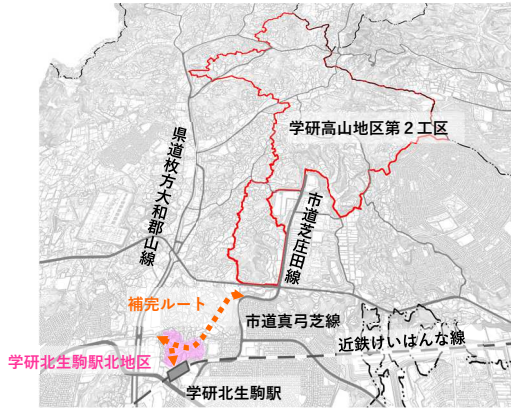 学研高山地区第２工区
県道枚方大和郡山線
市道芝庄田線
補完ルート
市道真弓芝線
近鉄けいはんな線
学研北生駒駅北地区
学研北生駒駅